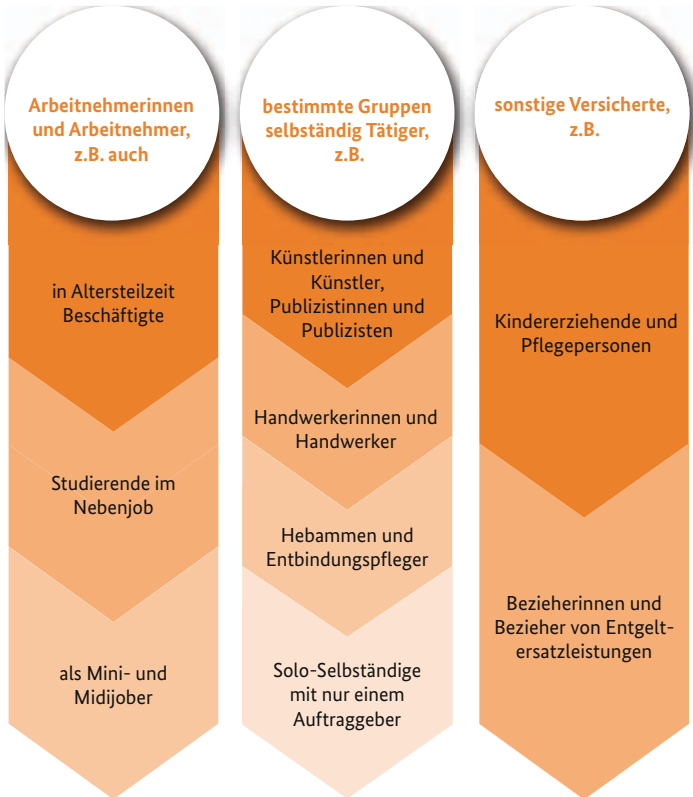 Arbeitnehmerinnen
und Arbeitnehmer,
z.B. auch
in Altersteilzeit
Beschäftigte
Studierende im
Nebenjob
als Mini- und
Midijober
bestimmte Gruppen
selbständig Tätiger,
z.B.
Künstlerinnen und
Künstler,
Publizistinnen und
Publizisten
Handwerkerinnen und
Handwerker
Hebammen und
Entbindungspfleger
Solo-Selbständige
mit nur einem
Auftraggeber
sonstige Versicherte,
z.B.
Kindererziehende und
Pflegepersonen
Bezieherinnen und
Bezieher von Entgelt-
ersatzleistungen